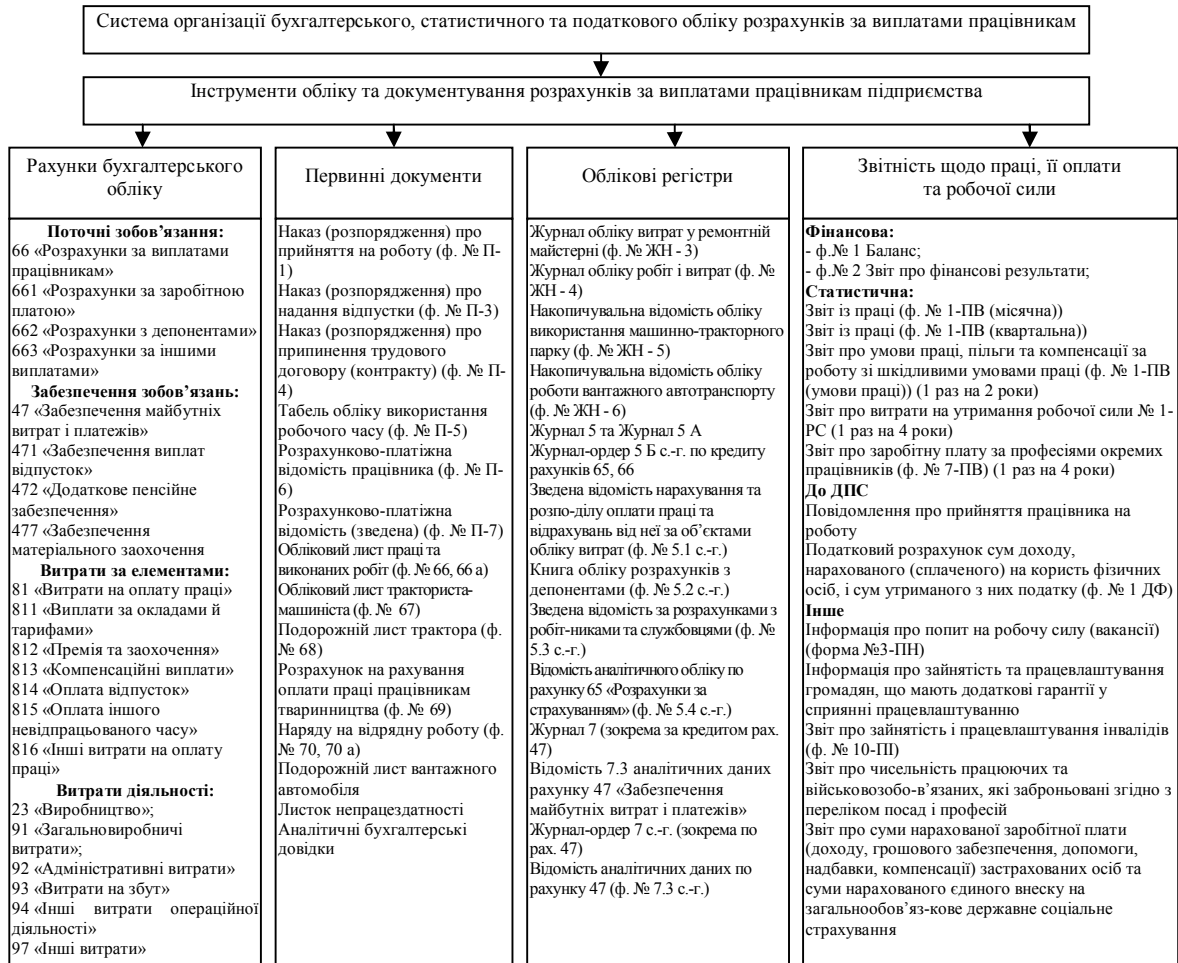 Система організації бухгалтерського, статистичного та податкового обліку розрахунків за виплатами працівникам
Інструменти обліку та документування розрахунків за виплатами працівникам підприємства
Рахунки бухгалтерського
обліку
Поточні зобов’язання:
66 «Розрахунки за виплатами
працівникам»
661 «Розрахунки за заробітною
платою»
662 «Розрахунки з депонентами»
663 «Розрахунки за іншими
виплатами»
Забезпечення зобов’язань:
47 «Забезпечення майбутніх
витрат і платежів»
471 «Забезпечення виплат
відпусток»
472 «Додаткове пенсійне
забезпечення»
477 «Забезпечення
матеріального заохочення
Витрати за елементами:
81 «Витрати на оплату праці»
811 «Виплати за окладами й
тарифами»
812 «Премія та заохочення»
813 «Компенсаційні виплати»
814 «Оплата відпусток»
815 «Оплата іншого
невідпрацьованого часу»
816 «Інші витрати на оплату
праці»
Витрати діяльності:
23 «Виробництво»;
91 «Загальновиробничі
витрати»;
92 «Адміністративні витрати»
93 «Витрати на збут»
94 «Інші витрати операційної
діяльності»
97 «Інші витрати»
Первинні документи
Наказ (розпорядження) про
прийняття на роботу (ф. № П-
1)
Наказ (розпорядження) про
надання відпустки (ф. № П-3)
Наказ (розпорядження) про
припинення трудового
договору (контракту) (ф. № П-
4)
Табель обліку використання
робочого часу (ф. № П-5)
Розрахунково-платіжна
відомість працівника (ф. № П-
6)
Розрахунково-платіжна
відомість (зведена) (ф. № П-7)
Обліковий лист праці та
виконаних робіт (ф. № 66, 66 а)
Обліковий лист тракториста-
машиніста (ф. № 67)
Подорожній лист трактора (ф.
№ 68)
Розрахунок на рахування
оплати праці працівникам
тваринництва (ф. № 69)
Наряду на відрядну роботу (ф.
№ 70, 70 а)
Подорожній лист вантажного
автомобіля
Листок непрацездатності
Аналітичні бухгалтерські
довідки
Облікові регістри
Журнал обліку витрат у ремонтній
майстерні (ф. № ЖН - 3)
Журнал обліку робіт і витрат (ф. №
ЖН - 4)
Накопичувальна відомість обліку
використання машинно-тракторного
парку (ф. № ЖН - 5)
Накопичувальна відомість обліку
роботи вантажного автотранспорту
(ф. № ЖН - 6)
Журнал 5 та Журнал 5 А
Журнал-ордер 5 Б с.-г. по кредиту
рахунків 65, 66
Зведена відомість нарахування та
розпо-ділу оплати праці та
відрахувань від неї за об’єктами
обліку витрат (ф. № 5.1 с.-г.)
Книга обліку розрахунків з
депонентами (ф. № 5.2 с.-г.)
Зведена відомість за розрахунками з
робіт-никами та службовцями (ф. №
5.3 с.-г.)
Відомість аналітичного обліку по
рахунку 65 «Розрахунки за
страхуванням» (ф. № 5.4 с.-г.)
Журнал 7 (зокрема за кредитом рах.
47)
Відомість 7.3 аналітичних даних
рахунку 47 «Забезпечення
майбутніх витрат і платежів»
Журнал-ордер 7 с.-г. (зокрема по
рах. 47)
Відомість аналітичних даних по
рахунку 47 (ф. № 7.3 с.-г.)
Звітність щодо праці, її оплати
та робочої сили
Фінансова:
- ф.№ 1 Баланс;
- ф.№ 2 Звіт про фінансові результати;
Статистична:
Звіт із праці (ф. № 1-ПВ (місячна))
Звіт із праці (ф. № 1-ПВ (квартальна))
Звіт про умови праці, пільги та компенсації за
роботу зі шкідливими умовами праці (ф. № 1-ПВ
(умови праці)) (1 раз на 2 роки)
Звіт про витрати на утримання робочої сили № 1-
РС (1 раз на 4 роки)
Звіт про заробітну плату за професіями окремих
працівників (ф. № 7-ПВ) (1 раз на 4 роки)
До ДПС
Повідомлення про прийняття працівника на
роботу
Податковий розрахунок сум доходу,
нарахованого (сплаченого) на користь фізичних
осіб, і сум утриманого з них податку (ф. № 1 ДФ)
Інше
Інформація про попит на робочу силу (вакансії)
(форма №3-ПН)
Інформація про зайнятість та працевлаштування
громадян, що мають додаткові гарантії у
сприянні працевлаштуванню
Звіт про зайнятість і працевлаштування інвалідів
(ф. № 10-ПІ)
Звіт про чисельність працюючих та
військовозобо-в’язаних, які заброньовані згідно з
переліком посад і професій
Звіт про суми нарахованої заробітної плати
(доходу, грошового забезпечення, допомоги,
надбавки, компенсації) застрахованих осіб та
суми нарахованого єдиного внеску на
загальнообов’яз-кове державне соціальне
страхування